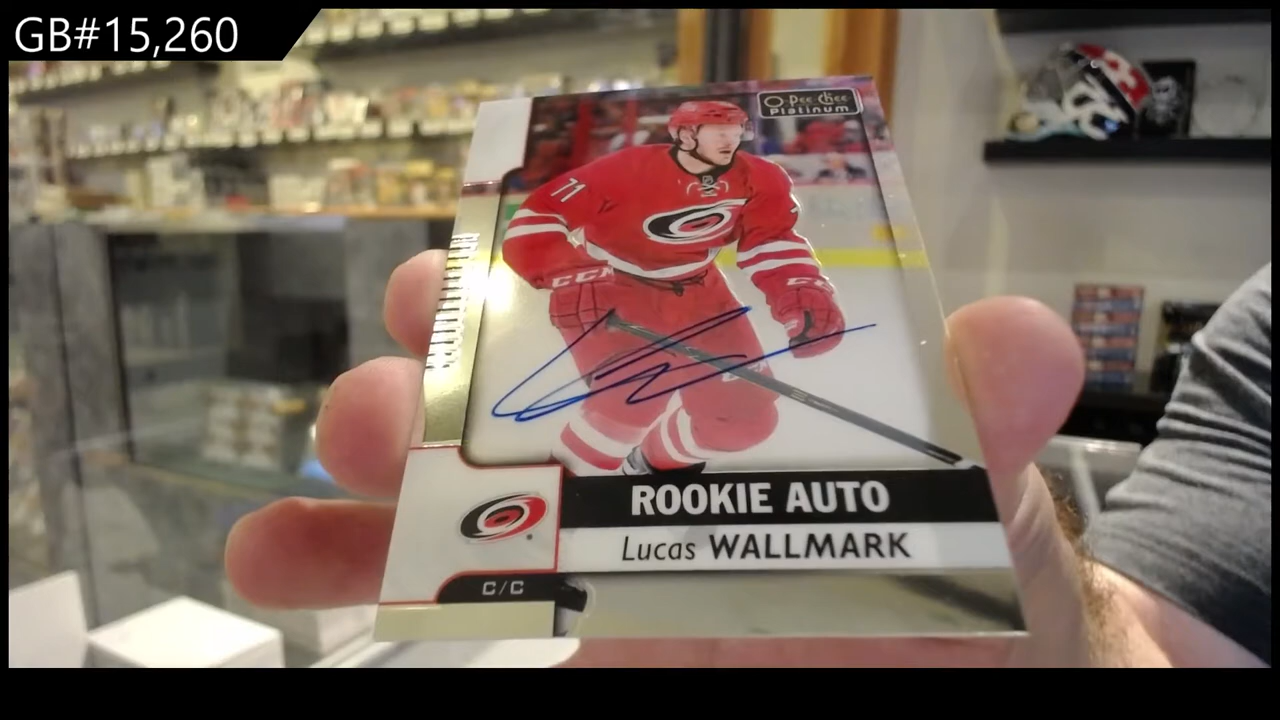 GB#15,260
O-Pee-Chee
Platinum
71
CCM
ROOKIE AUTO
Lucas WALLMARK
C/C